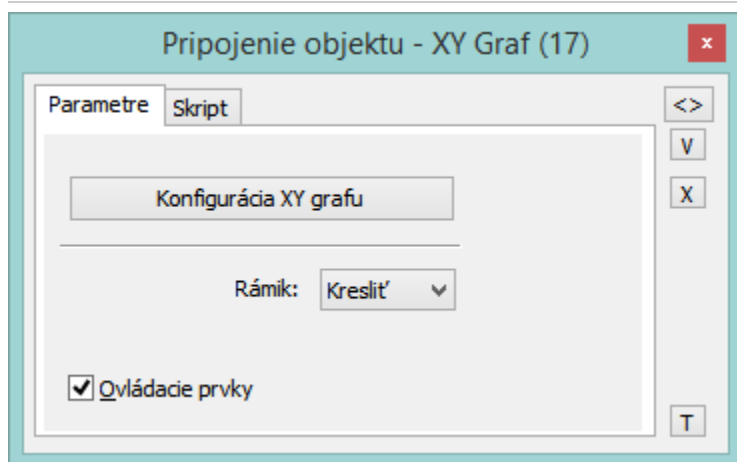 Pripojenie objektu - XY Graf (17)
x
Parametre Skript
<>
V
Konfigurácia XY grafu
X
Rámik: Kresliť
Ovládacie prvky
T